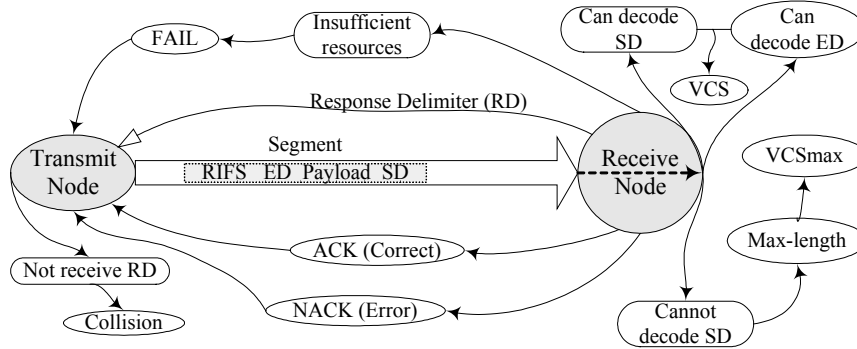 FAIL
Insufficient
resources
Can decode
SD
Can
decode ED
VCS
Response Delimiter (RD)
Segment
Transmit
Node
RIFS ED Payload SD
Receive
Node
VCSmax
Max-length
ACK (Correct)
Not receive RD
NACK (Error)
Collision
Cannot
decode SD